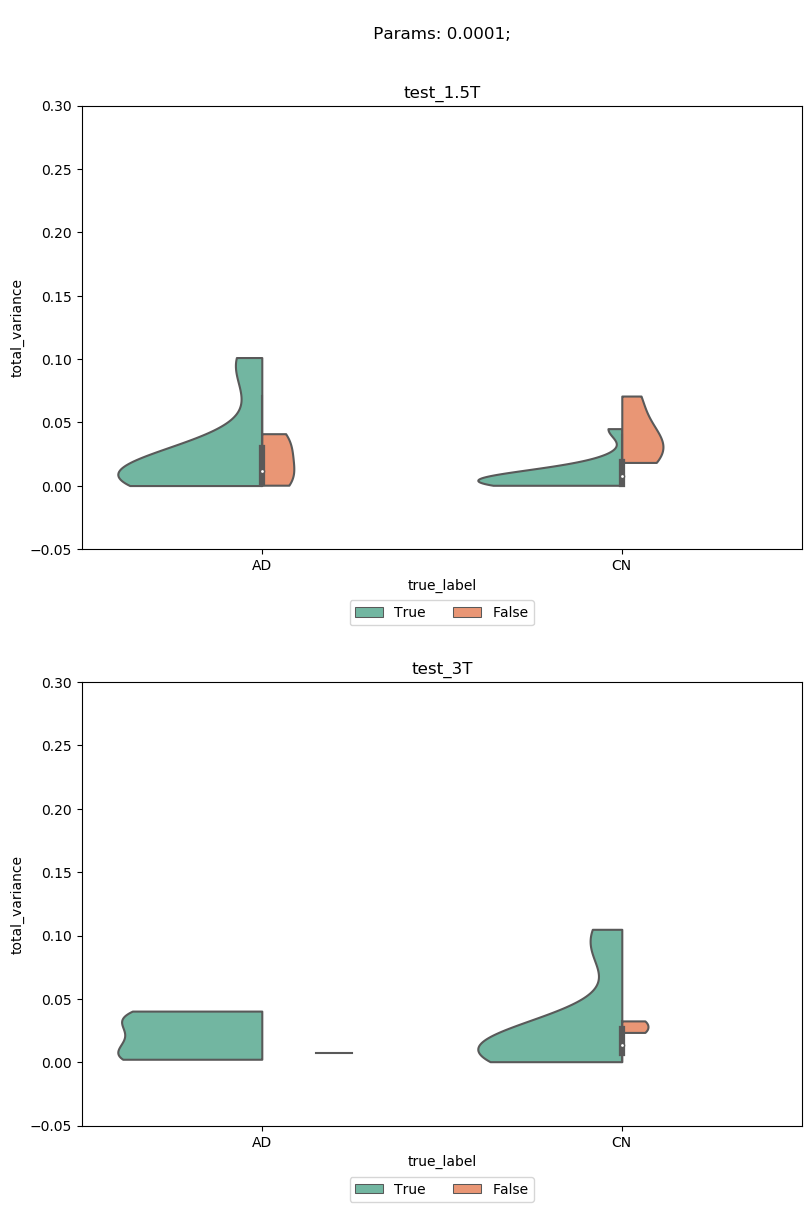 Params: 0.0001;
test_1.5T
0.30
0.25
0.20
0.15
0.10
0.05
0.00
−0.05
total_variance
AD CN
true_label
True False
test_3T
0.30
0.25
0.20
0.15
0.10
0.05
0.00
−0.05
total_variance
AD CN
true_label
True False